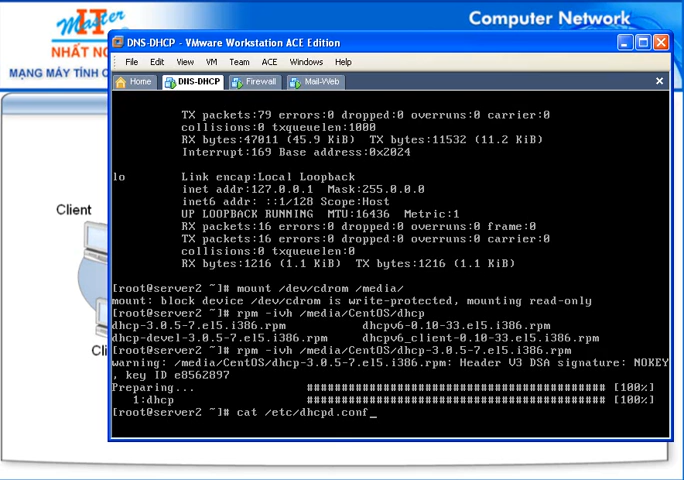 Master
IT
NHẤT NG
MẠNG MÁY TÍNH C
Computer Network
DNS-DHCP - VMware Workstation ACE Edition
File Edit View VM Team ACE Windows Help
Home DNS-DHCP Firewall Mail-Web
TX packets:79 errors:0 dropped:0 overruns:0 carrier:0
collisions:0 txqueuelen:1000
RX bytes:47011 (45.9 KiB) TX bytes:11532 (11.2 KiB)
Interrupt:169 Base address:0x2024
lo Link encap:Local Loopback
inet addr:127.0.0.1 Mask:255.0.0.0
inet6 addr: ::1/128 Scope:Host
UP LOOPBACK RUNNING MTU:16436 Metric:1
RX packets:16 errors:0 dropped:0 overruns:0 frame:0
TX packets:16 errors:0 dropped:0 overruns:0 carrier:0
collisions:0 txqueuelen:0
RX bytes:1216 (1.1 KiB) TX bytes:1216 (1.1 KiB)
[root@server2 ~]# mount /dev/cdrom /media/
mount: block device /dev/cdrom is write-protected, mounting read-only
[root@server2 ~]# rpm -ivh /media/CentOS/dhcp
dhcp-3.0.5-7.el5.i386.rpm dhcpv6-0.10-33.el5.i386.rpm
dhcp-devel-3.0.5-7.el5.i386.rpm dhcpv6_client-0.10-33.el5.i386.rpm
[root@server2 ~]# rpm -ivh /media/CentOS/dhcp-3.0.5-7.el5.i386.rpm
warning: /media/CentOS/dhcp-3.0.5-7.el5.i386.rpm: Header V3 DSA signature: NOKEY
, key ID e8562897
Preparing... ########################################### [100%]
1:dhcp ########################################### [100%]
[root@server2 ~]# cat /etc/dhcpd.conf_
Client
Cli